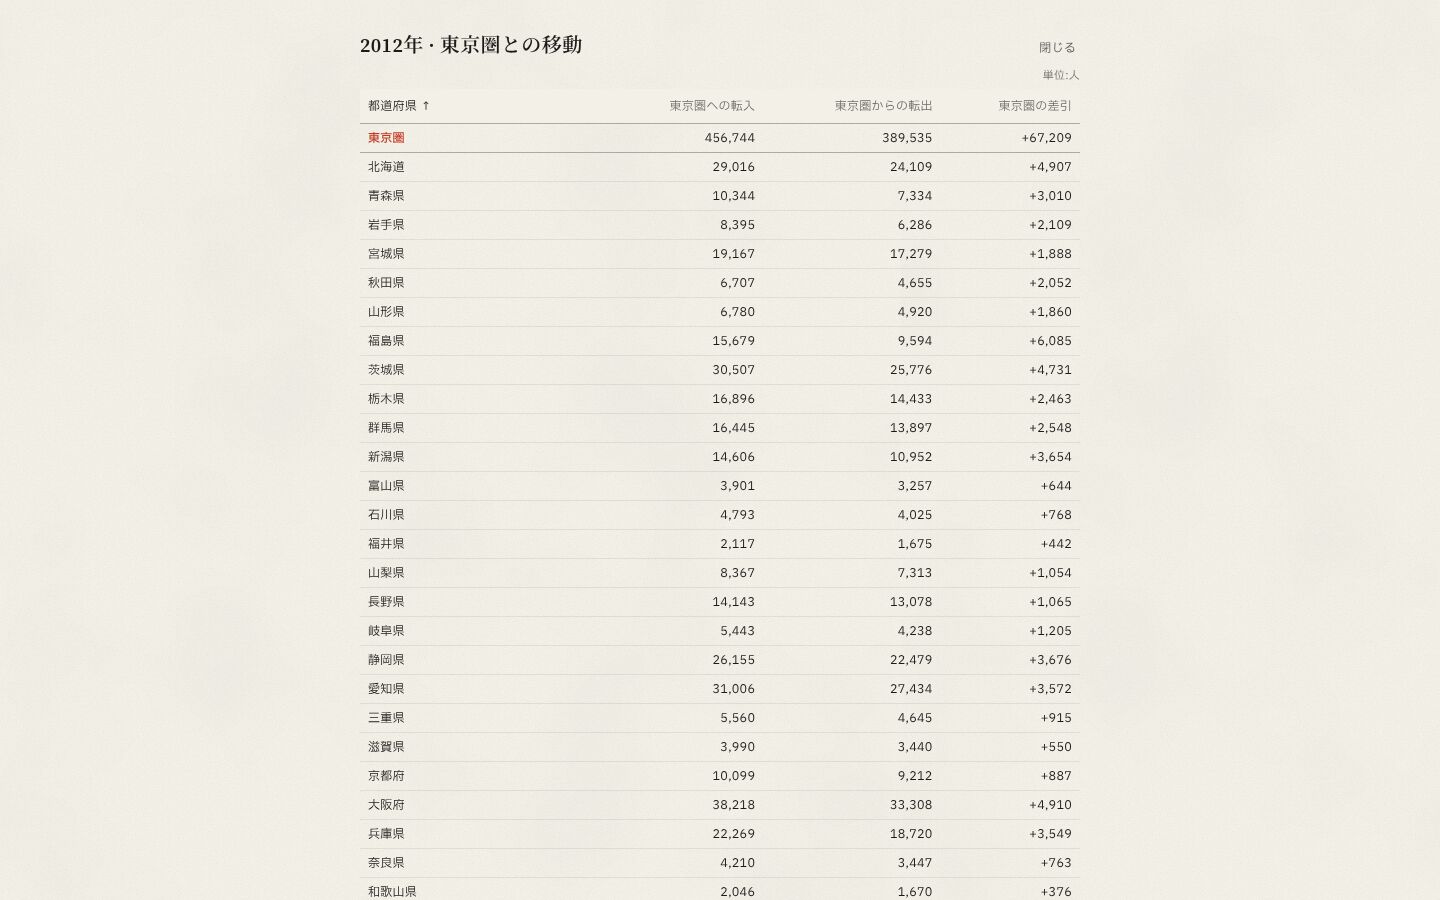 2012年 · 東京圏との移動
閉じる
単位:人
都道府県 ↑ 東京圏への転入 東京圏からの転出 東京圏の差引
東京圏 456,744 389,535 +67,209
北海道 29,016 24,109 +4,907
青森県 10,344 7,334 +3,010
岩手県 8,395 6,286 +2,109
宮城県 19,167 17,279 +1,888
秋田県 6,707 4,655 +2,052
山形県 6,780 4,920 +1,860
福島県 15,679 9,594 +6,085
茨城県 30,507 25,776 +4,731
栃木県 16,896 14,433 +2,463
群馬県 16,445 13,897 +2,548
新潟県 14,606 10,952 +3,654
富山県 3,901 3,257 +644
石川県 4,793 4,025 +768
福井県 2,117 1,675 +442
山梨県 8,367 7,313 +1,054
長野県 14,143 13,078 +1,065
岐阜県 5,443 4,238 +1,205
静岡県 26,155 22,479 +3,676
愛知県 31,006 27,434 +3,572
三重県 5,560 4,645 +915
滋賀県 3,990 3,440 +550
京都府 10,099 9,212 +887
大阪府 38,218 33,308 +4,910
兵庫県 22,269 18,720 +3,549
奈良県 4,210 3,447 +763
和歌山県 2,046 1,670 +376